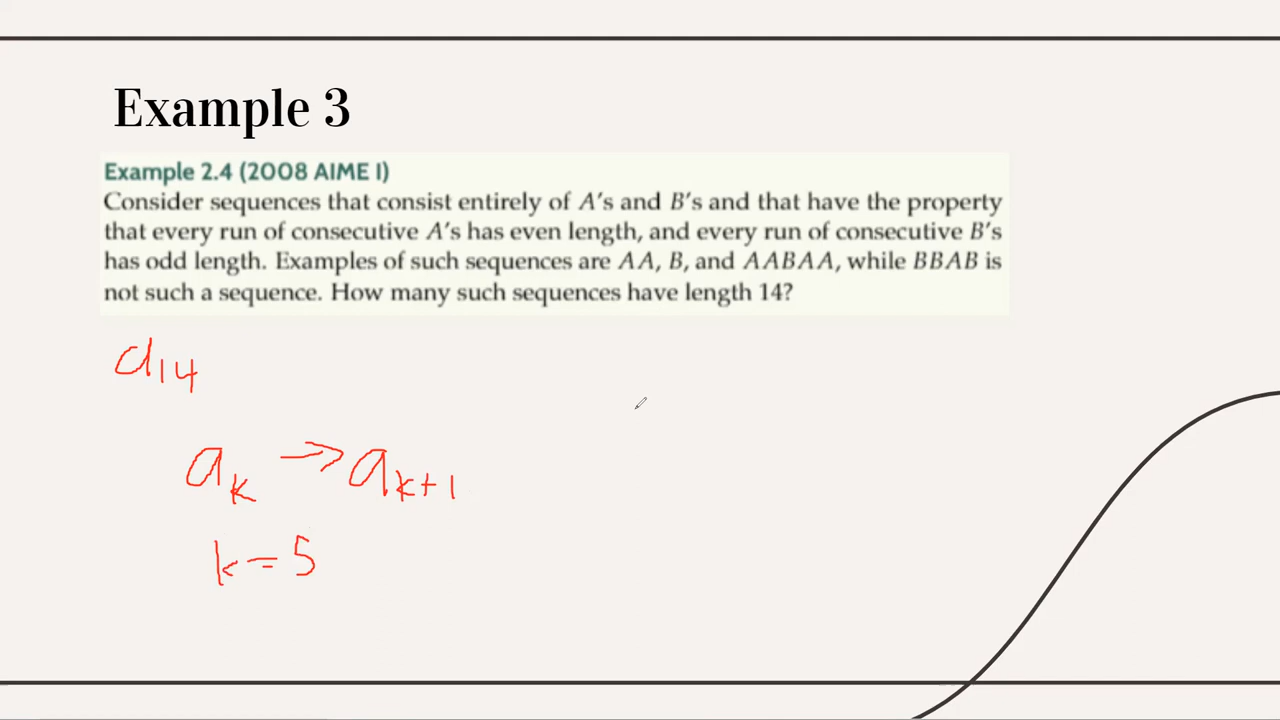 Example 3
Example 2.4 (2008 AIME I)
Consider sequences that consist entirely of A's and B's and that have the property
that every run of consecutive A's has even length, and every run of consecutive B's
has odd length. Examples of such sequences are AA, B, and AABAA, while BBAB is
not such a sequence. How many such sequences have length 14?
a₁₄
aₖ → aₖ₊₁
k = 5